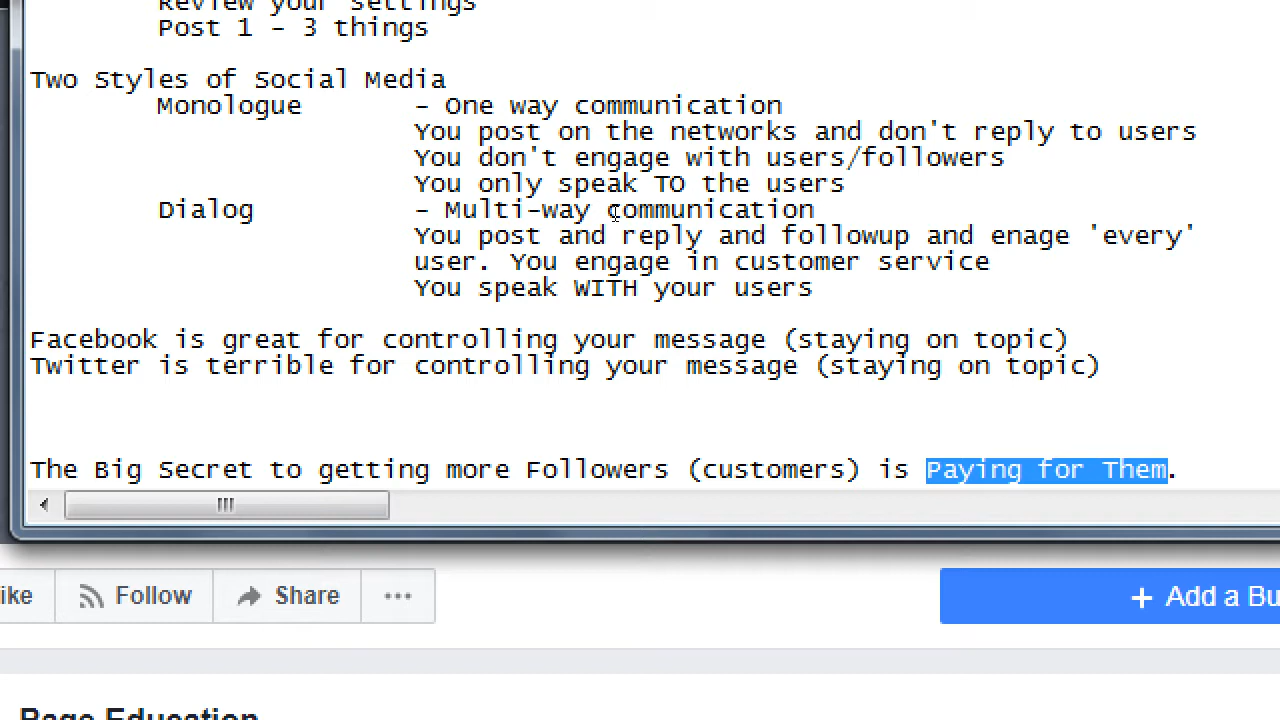 Review your settings
Post 1 - 3 things
Two Styles of Social Media
Monologue - One way communication
You post on the networks and don't reply to users
You don't engage with users/followers
You only speak TO the users
Dialog - Multi-way communication
You post and reply and followup and enage 'every'
user. You engage in customer service
You speak WITH your users
Facebook is great for controlling your message (staying on topic)
Twitter is terrible for controlling your message (staying on topic)
The Big Secret to getting more Followers (customers) is Paying for Them.
ike Follow Share ••• + Add a Bu
Page Education